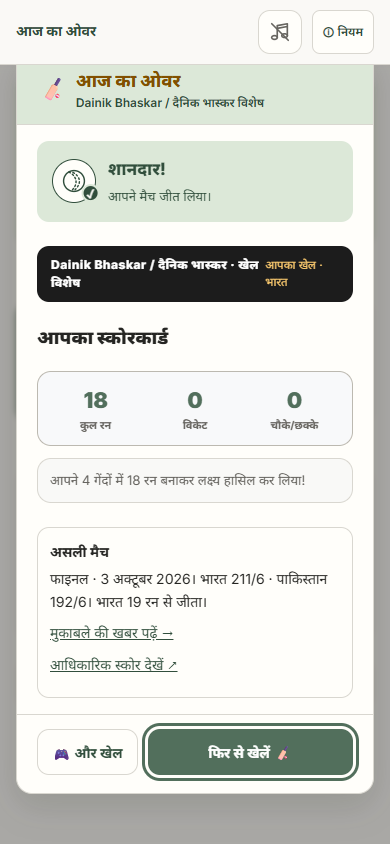 आज का ओवर
नियम
आज का ओवर
Dainik Bhaskar / दैनिक भास्कर विशेष
शानदार!
आपने मैच जीत लिया।
Dainik Bhaskar / दैनिक भास्कर · खेल विशेष
आपका खेल · भारत
आपका स्कोरकार्ड
18 0 0
कुल रन विकेट चौके/छक्के
आपने 4 गेंदों में 18 रन बनाकर लक्ष्य हासिल कर लिया!
असली मैच
फाइनल · 3 अक्टूबर 2026। भारत 211/6 · पाकिस्तान
192/6। भारत 19 रन से जीता।
मुकाबले की खबर पढ़ें →
आधिकारिक स्कोर देखें ↗
और खेल
फिर से खेलें